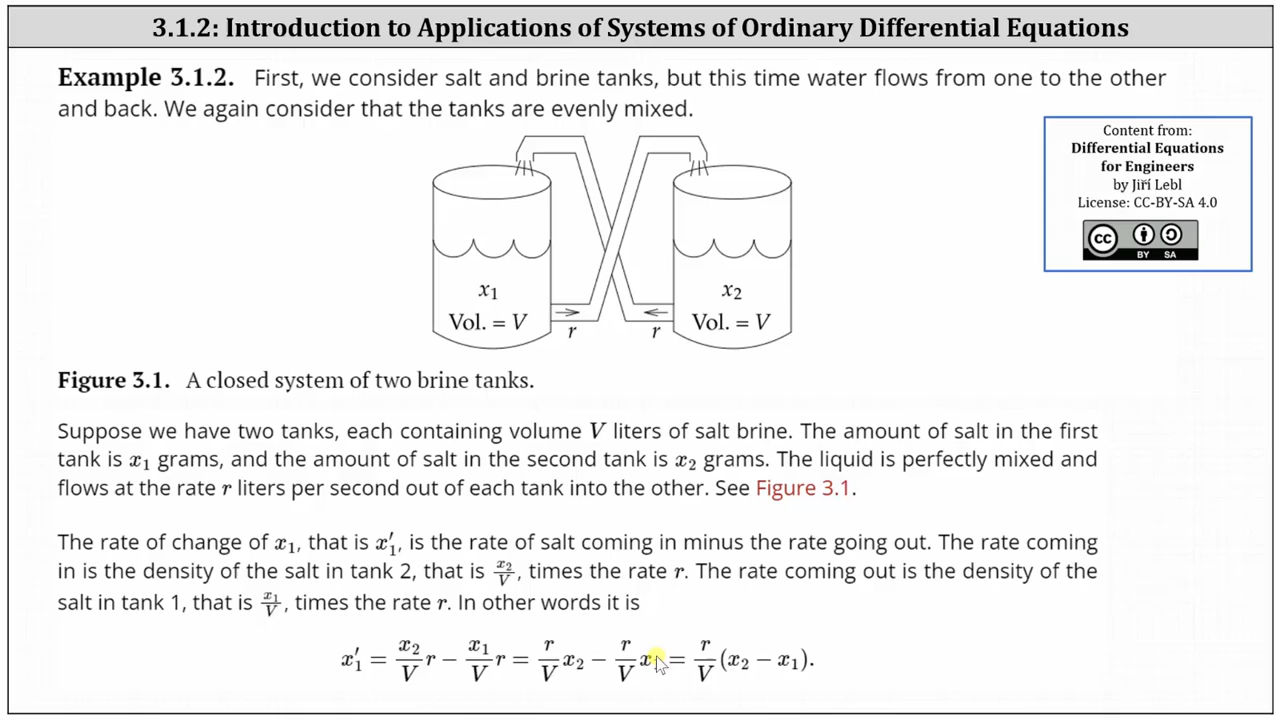 3.1.2: Introduction to Applications of Systems of Ordinary Differential Equations
Example 3.1.2. First, we consider salt and brine tanks, but this time water flows from one to the other
and back. We again consider that the tanks are evenly mixed.
Content from:
Differential Equations
for Engineers
by Jiří Lebl
License: CC-BY-SA 4.0
cc
BY SA
x₁
Vol. = V
r
x₂
Vol. = V
r
Figure 3.1. A closed system of two brine tanks.
Suppose we have two tanks, each containing volume V liters of salt brine. The amount of salt in the first
tank is x₁ grams, and the amount of salt in the second tank is x₂ grams. The liquid is perfectly mixed and
flows at the rate r liters per second out of each tank into the other. See Figure 3.1.
The rate of change of x₁, that is x₁′, is the rate of salt coming in minus the rate going out. The rate coming
in is the density of the salt in tank 2, that is x₂/V, times the rate r. The rate coming out is the density of the
salt in tank 1, that is x₁/V, times the rate r. In other words it is
x₁′ = x₂/V r − x₁/V r = r/V x₂ − r/V x = r/V (x₂ − x₁).